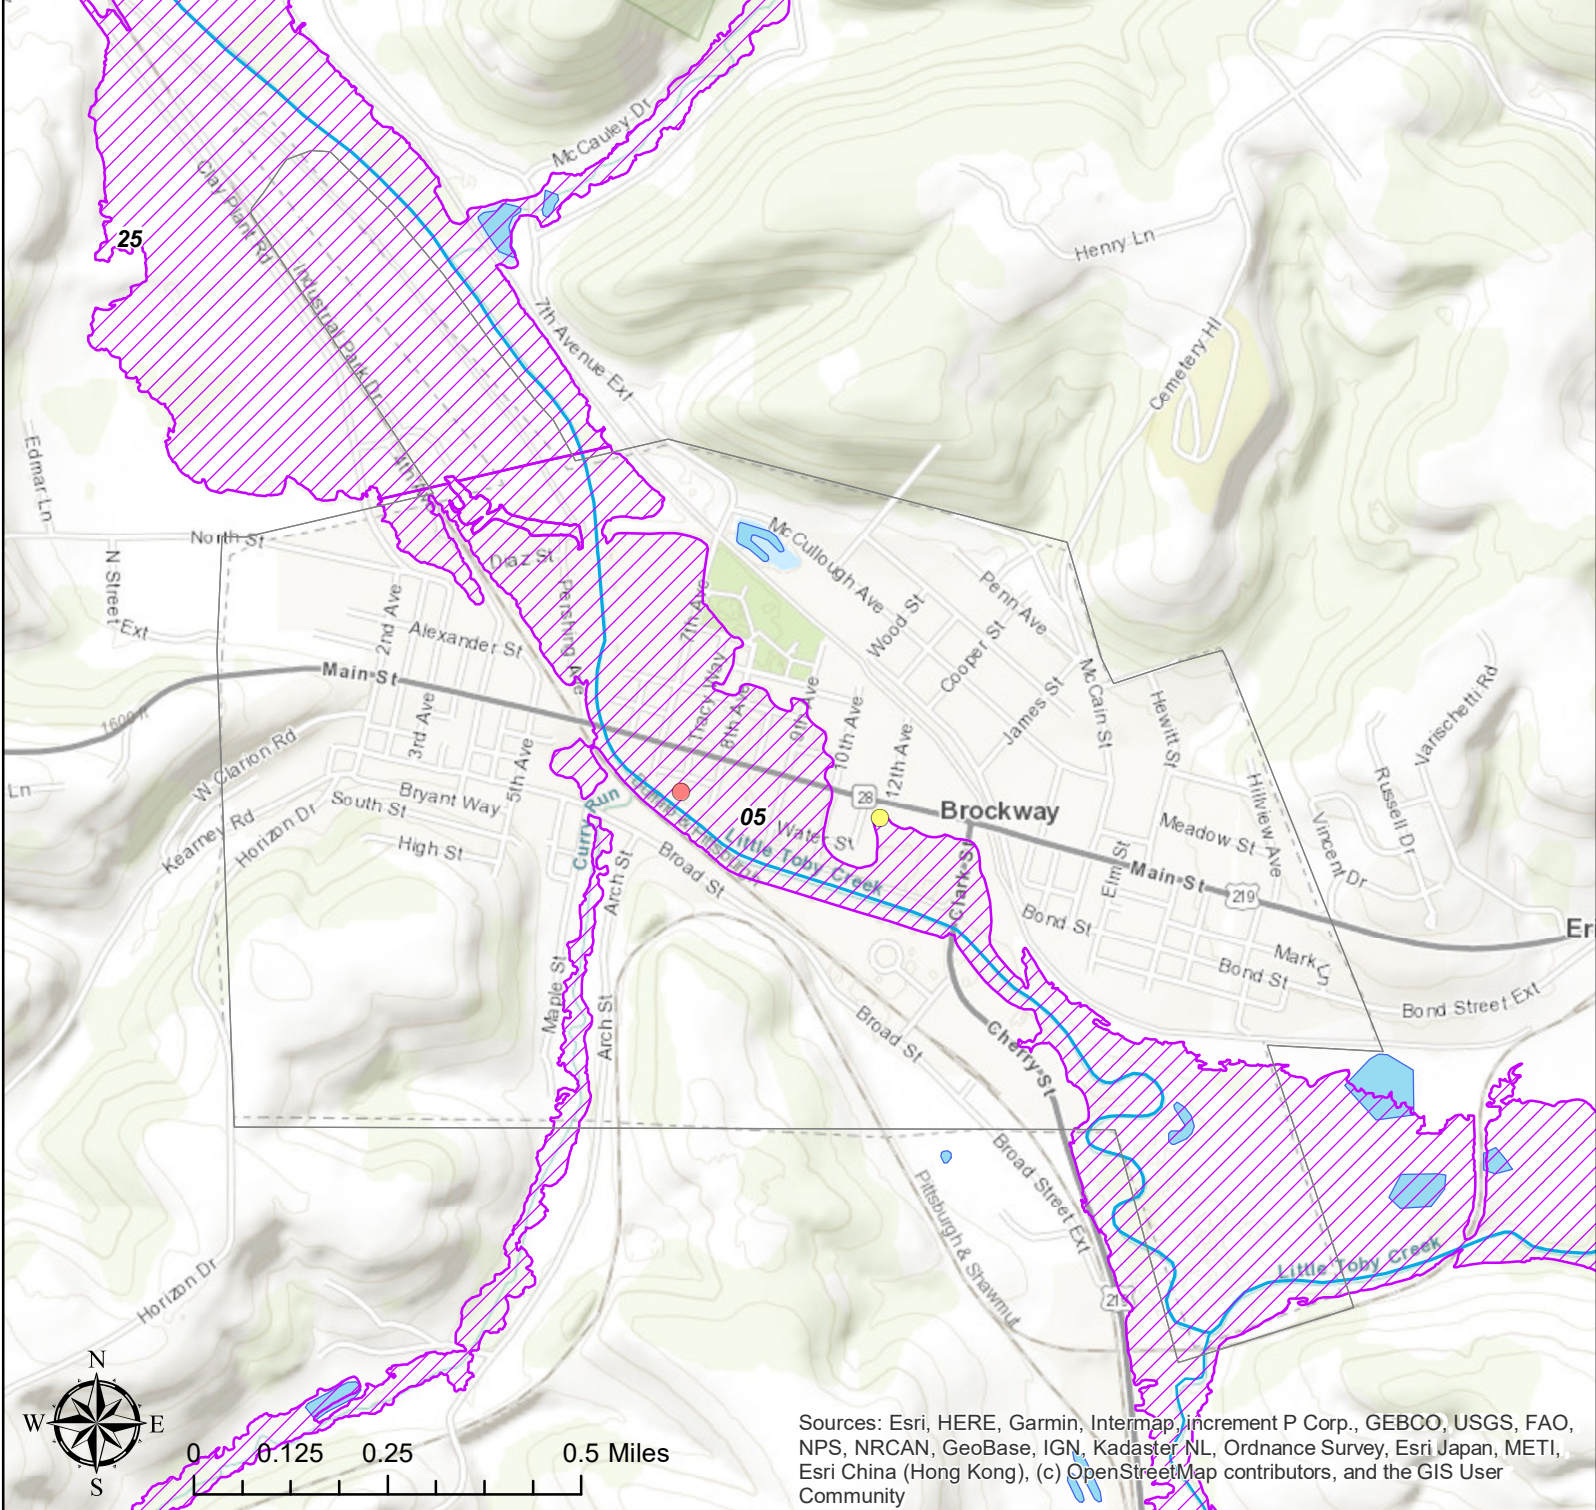 McCauley Dr
Clay Plant Rd
25
Henry Ln
Industrial Park Dr
7th Avenue Ext
Cemetery Hl
Edmar Ln
4th Ave
North St
McCullough Ave
Diaz St
N Street
Ext
2nd Ave
Pershing Ave
7th Ave
Wood St
Penn Ave
Alexander St
Cooper St
Main St
Tracy Way
8th Ave
9th Ave
10th Ave
James St
McCain St
Hewitt St
Varischetti Rd
1600 ft
3rd Ave
12th Ave
W Clarion Rd
5th Ave
Ln
Kearney Rd
Horizon Dr
South St
Bryant Way
Curry Run
28
Brockway
05
Water St
Little Toby Creek
Meadow St
Hillview Ave
Vincent Dr
Russell Dr
High St
Arch St
Broad St
Clark St
Elm St
Main St
219
Bond St
Er
Mark St
Bond St
Bond Street Ext
Maple St
Arch St
Broad St
Cherry St
Broad Street Ext
Pittsburgh & Shawmut
Little Toby Creek
Horizon Dr
219
N
W E
S
0 0.125 0.25 0.5 Miles
Sources: Esri, HERE, Garmin, Intermap, increment P Corp., GEBCO, USGS, FAO,
NPS, NRCAN, GeoBase, IGN, Kadaster NL, Ordnance Survey, Esri Japan, METI,
Esri China (Hong Kong), (c) OpenStreetMap contributors, and the GIS User
Community